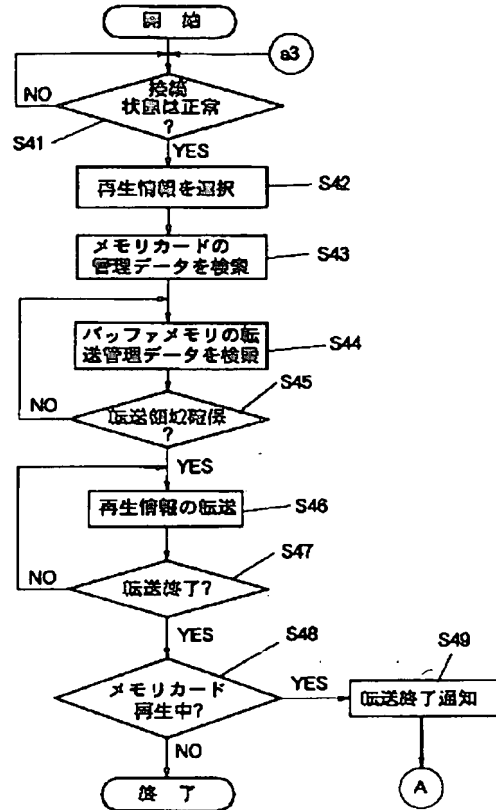 開始
a3
接続
状態は正常
?
NO
S41
YES
再生情報を選択
S42
メモリカードの
管理データを検索
S43
バッファメモリの転
送管理データを検索
S44
S45
NO
転送領域確保
?
YES
再生情報の転送
S46
S47
NO
転送終了?
YES
S48
S49
メモリカード
再生中?
YES
転送終了通知
NO
終了
A